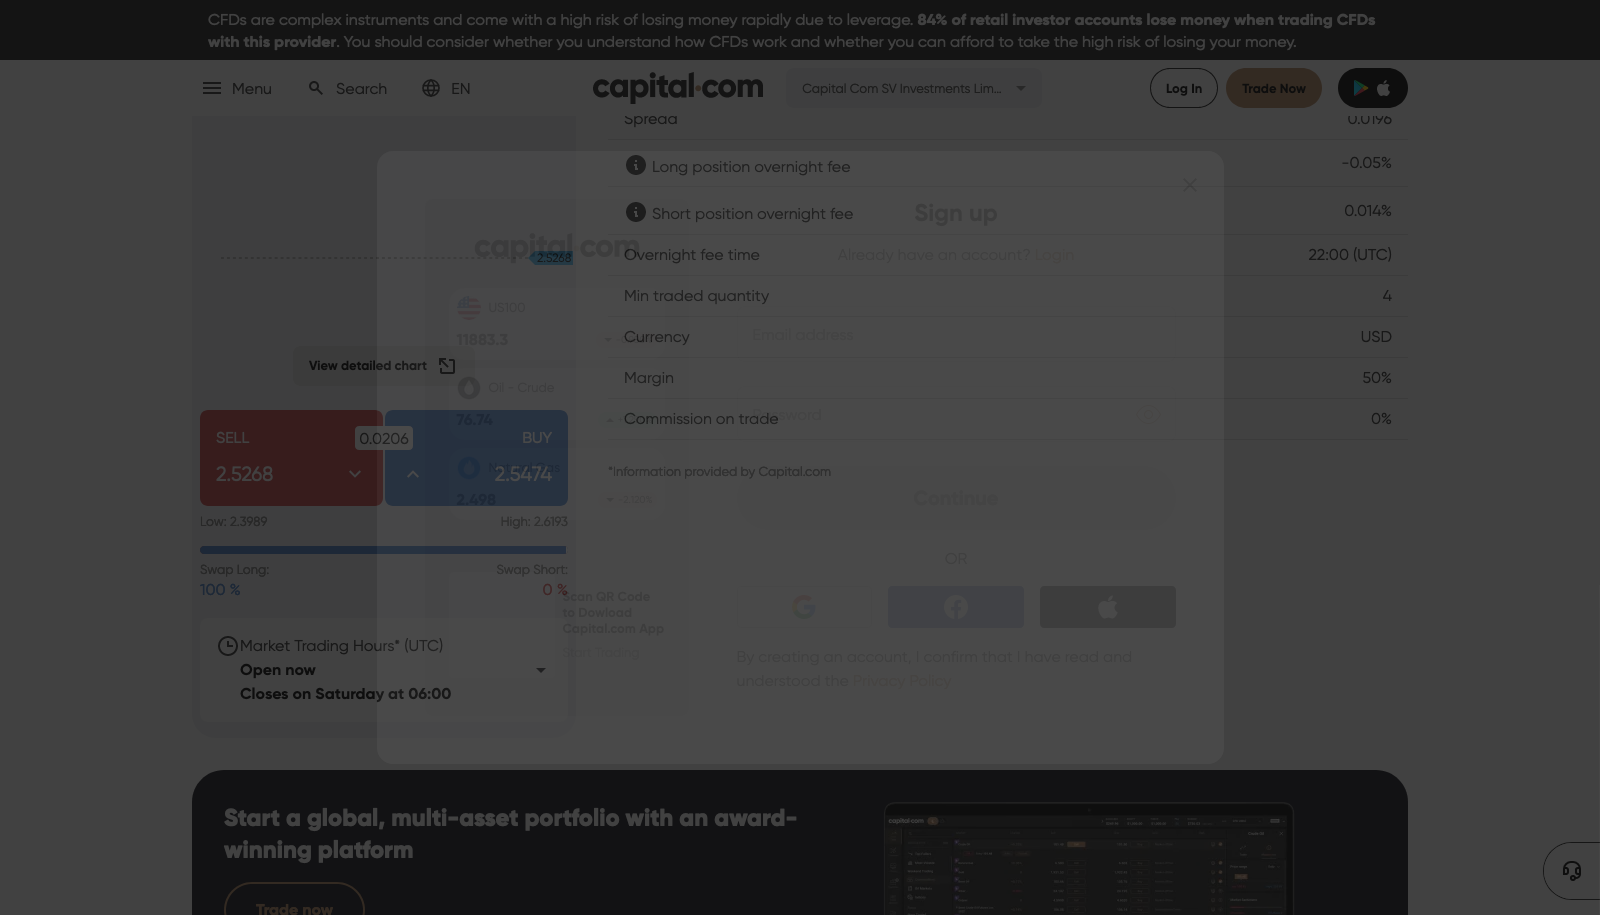 CFDs are complex instruments and come with a high risk of losing money rapidly due to leverage. 84% of retail investor accounts lose money when trading CFDs
with this provider. You should consider whether you understand how CFDs work and whether you can afford to take the high risk of losing your money.
Menu
Search
EN
capital.com
Capital Com SV Investments Lim...
Log In
Trade Now
Spread 0.0196
Long position overnight fee -0.05%
Short position overnight fee 0.014%
Overnight fee time 22:00 (UTC)
Min traded quantity 4
Currency USD
Margin 50%
Commission on trade 0%
*Information provided by Capital.com
2.5268
View detailed chart
SELL 0.0206 BUY
2.5268 2.5474
Low: 2.3989 High: 2.6193
Swap Long: Swap Short:
100 % 0 %
Market Trading Hours* (UTC)
Open now
Closes on Saturday at 06:00
capital.com
US100
11883.3
Oil - Crude
76.74
2.498
Scan QR Code
to Dowload
Capital.com App
Sign up
Already have an account? Login
Email address
Continue
OR
By creating an account, I confirm that I have read and
understood the Privacy Policy
Start a global, multi-asset portfolio with an award-
winning platform
Trade now